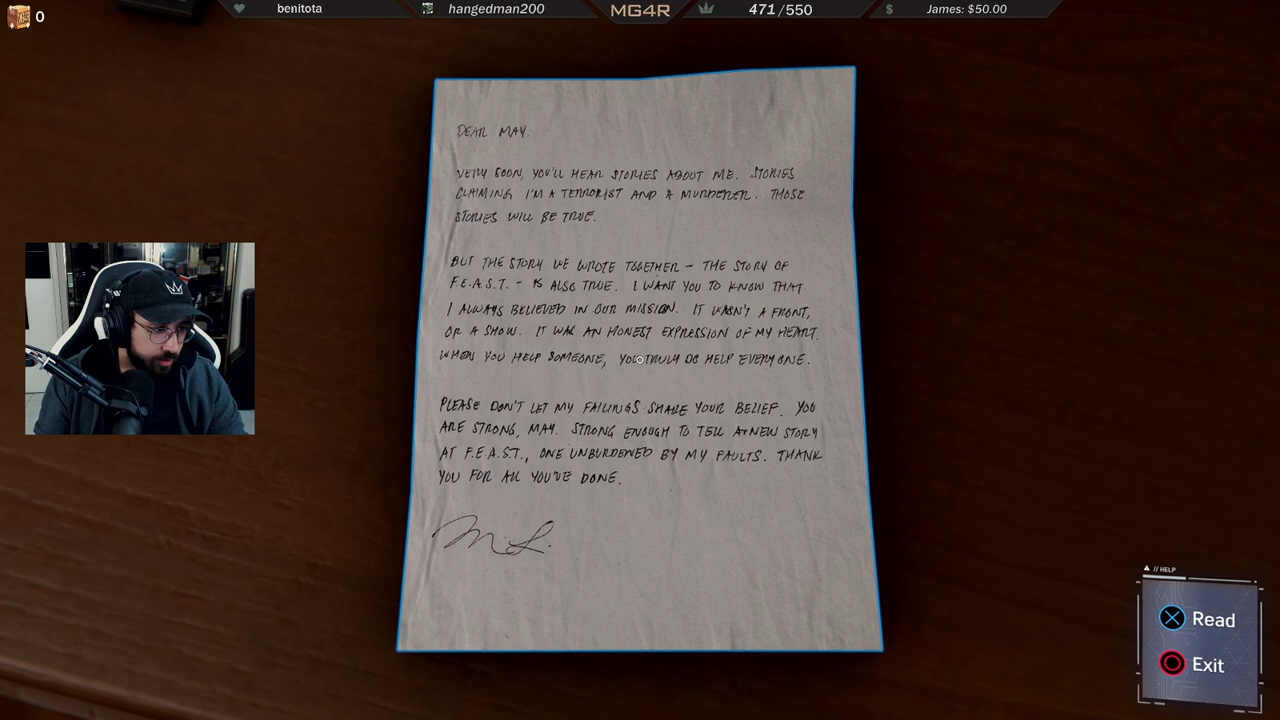 0
benitota
hangedman200
MG4R
471/550
$
James: $50.00
DEAR MAY.
VERY SOON, YOU'LL HEAR STORIES ABOUT ME. STORIES
CLAIMING I'M A TERRORIST AND A MURDERER. THOSE
STORIES WILL BE TRUE.
BUT THE STORY WE WROTE TOGETHER - THE STORY OF
F.E.A.S.T. - IS ALSO TRUE. I WANT YOU TO KNOW THAT
I ALWAYS BELIEVED IN OUR MISSION. IT WASN'T A FRONT,
OR A SHOW. IT WAS AN HONEST EXPRESSION OF MY HEART.
WHEN YOU HELP SOMEONE, YOU TRULY DO HELP EVERYONE.
PLEASE DON'T LET MY FAILINGS SHAKE YOUR BELIEF. YOU
ARE STRONG, MAY. STRONG ENOUGH TO TELL A NEW STORY
AT F.E.A.S.T., ONE UNBURDENED BY MY FAULTS. THANK
YOU FOR ALL YOU'VE DONE.
M. L.
// HELP
Read
Exit